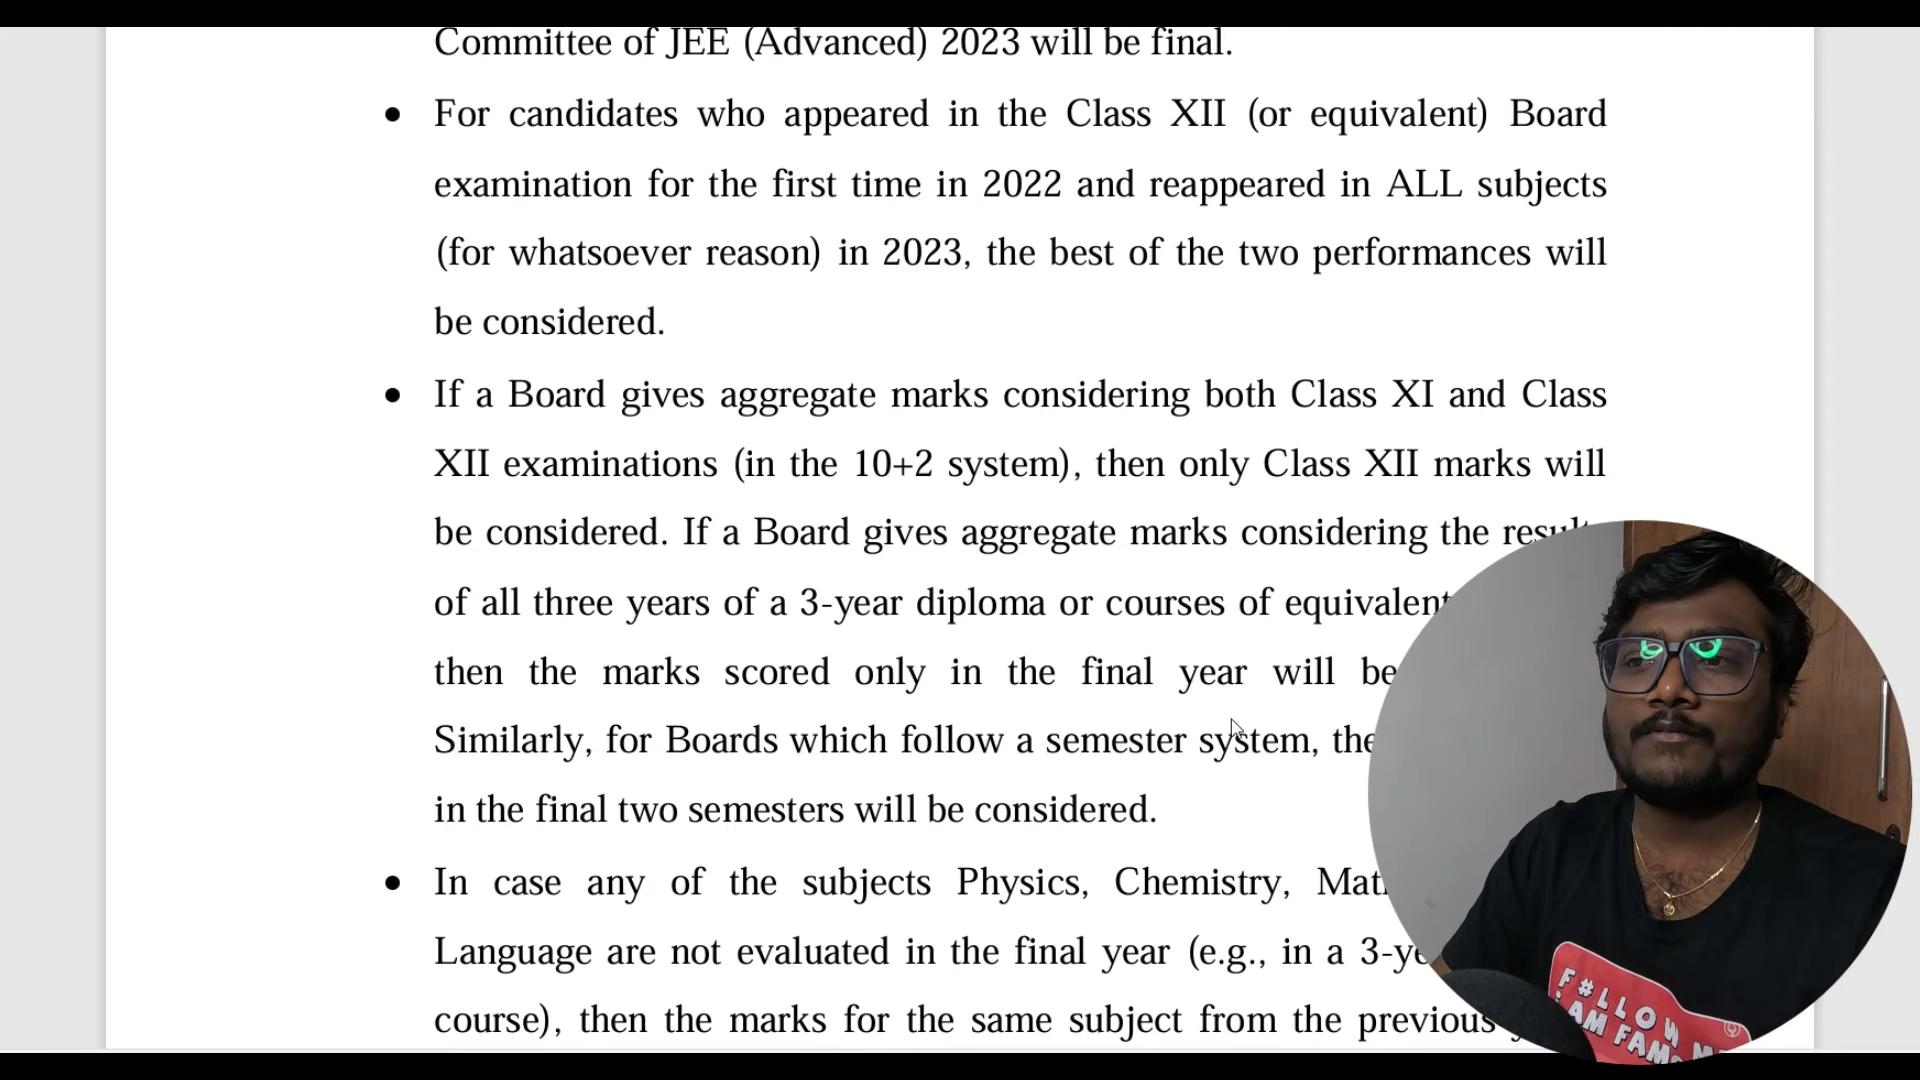 Committee of JEE (Advanced) 2023 will be final.
• For candidates who appeared in the Class XII (or equivalent) Board
examination for the first time in 2022 and reappeared in ALL subjects
(for whatsoever reason) in 2023, the best of the two performances will
be considered.
• If a Board gives aggregate marks considering both Class XI and Class
XII examinations (in the 10+2 system), then only Class XII marks will
be considered. If a Board gives aggregate marks considering the
of all three years of a 3-year diploma or courses of
then the marks scored only in the final year will be
Similarly, for Boards which follow a semester system, the
in the final two semesters will be considered.
• In case any of the subjects Physics, Chemistry,
Language are not evaluated in the final year (e.g., in a
course), then the marks for the same subject from the previous
F#LLOW
AM